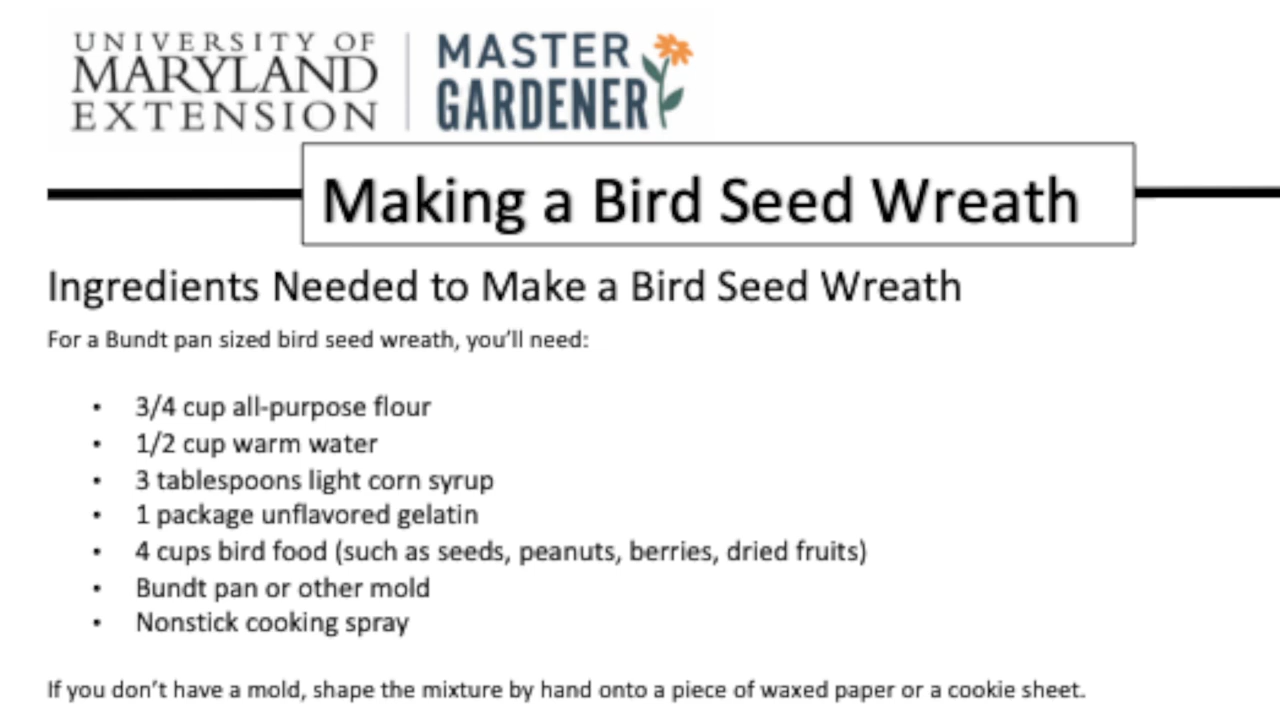 UNIVERSITY OF
MARYLAND
EXTENSION
MASTER
GARDENER
Making a Bird Seed Wreath
Ingredients Needed to Make a Bird Seed Wreath
For a Bundt pan sized bird seed wreath, you'll need:
• 3/4 cup all-purpose flour
• 1/2 cup warm water
• 3 tablespoons light corn syrup
• 1 package unflavored gelatin
• 4 cups bird food (such as seeds, peanuts, berries, dried fruits)
• Bundt pan or other mold
• Nonstick cooking spray
If you don't have a mold, shape the mixture by hand onto a piece of waxed paper or a cookie sheet.